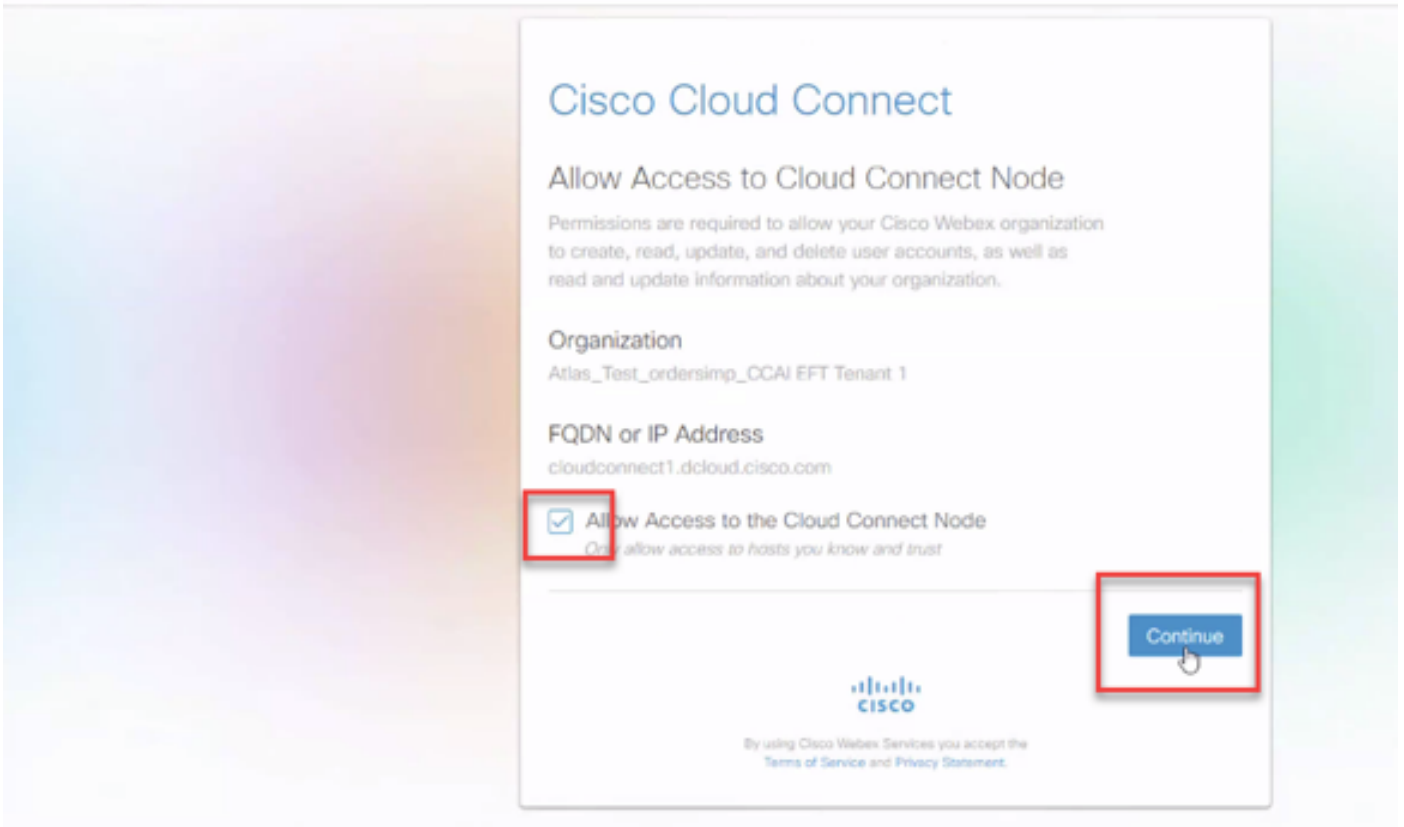 Cisco Cloud Connect
Allow Access to Cloud Connect Node
Permissions are required to allow your Cisco Webex organization
to create, read, update, and delete user accounts, as well as
read and update information about your organization.
Organization
Atlas_Test_ordersimp_CCAI EFT Tenant 1
FQDN or IP Address
cloudconnect1.dcloud.cisco.com
Allow Access to the Cloud Connect Node
Only allow access to hosts you know and trust
Continue
CISCO
By using Cisco Webex Services you accept the
Terms of Service and Privacy Statement.